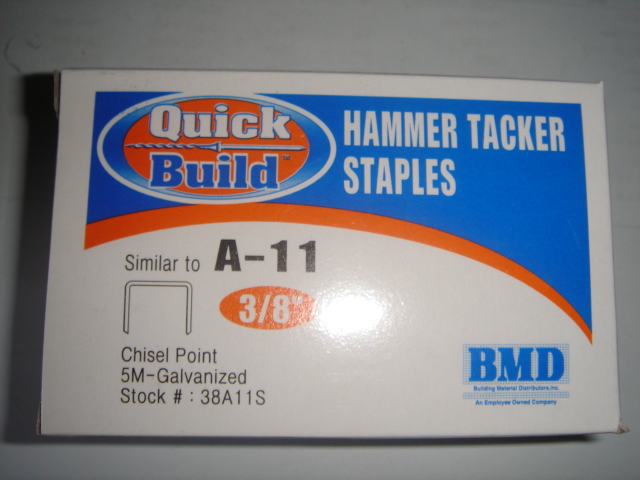 Quick
Build™
HAMMER TACKER
STAPLES
Similar to A-11
3/8"
Chisel Point
5M-Galvanized
Stock # : 38A11S
BMD
Building Material Distributors,Inc.
An Employee Owned Company